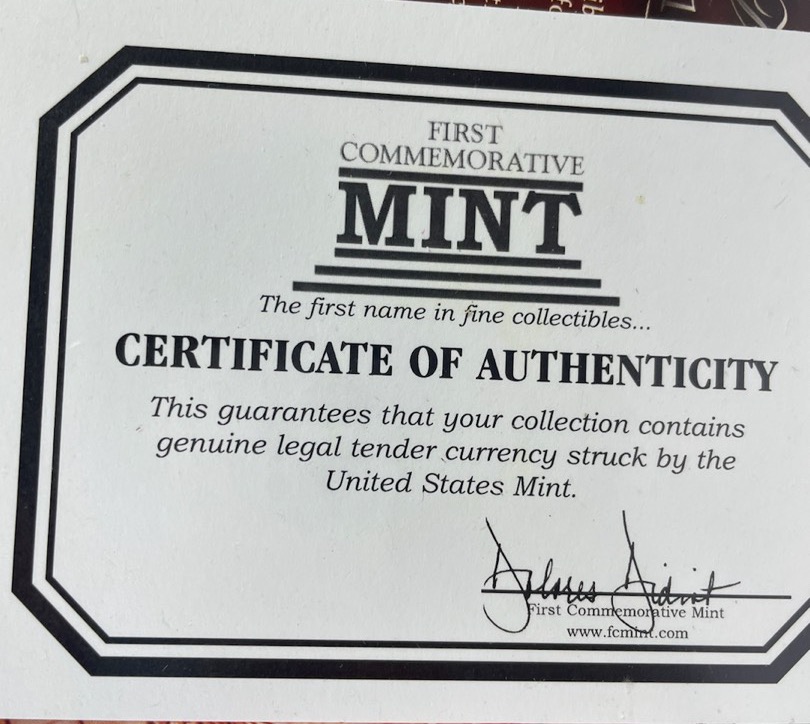 FIRST
COMMEMORATIVE
MINT
The first name in fine collectibles...
CERTIFICATE OF AUTHENTICITY
This guarantees that your collection contains
genuine legal tender currency struck by the
United States Mint.
First Commemorative Mint
www.fcmint.com